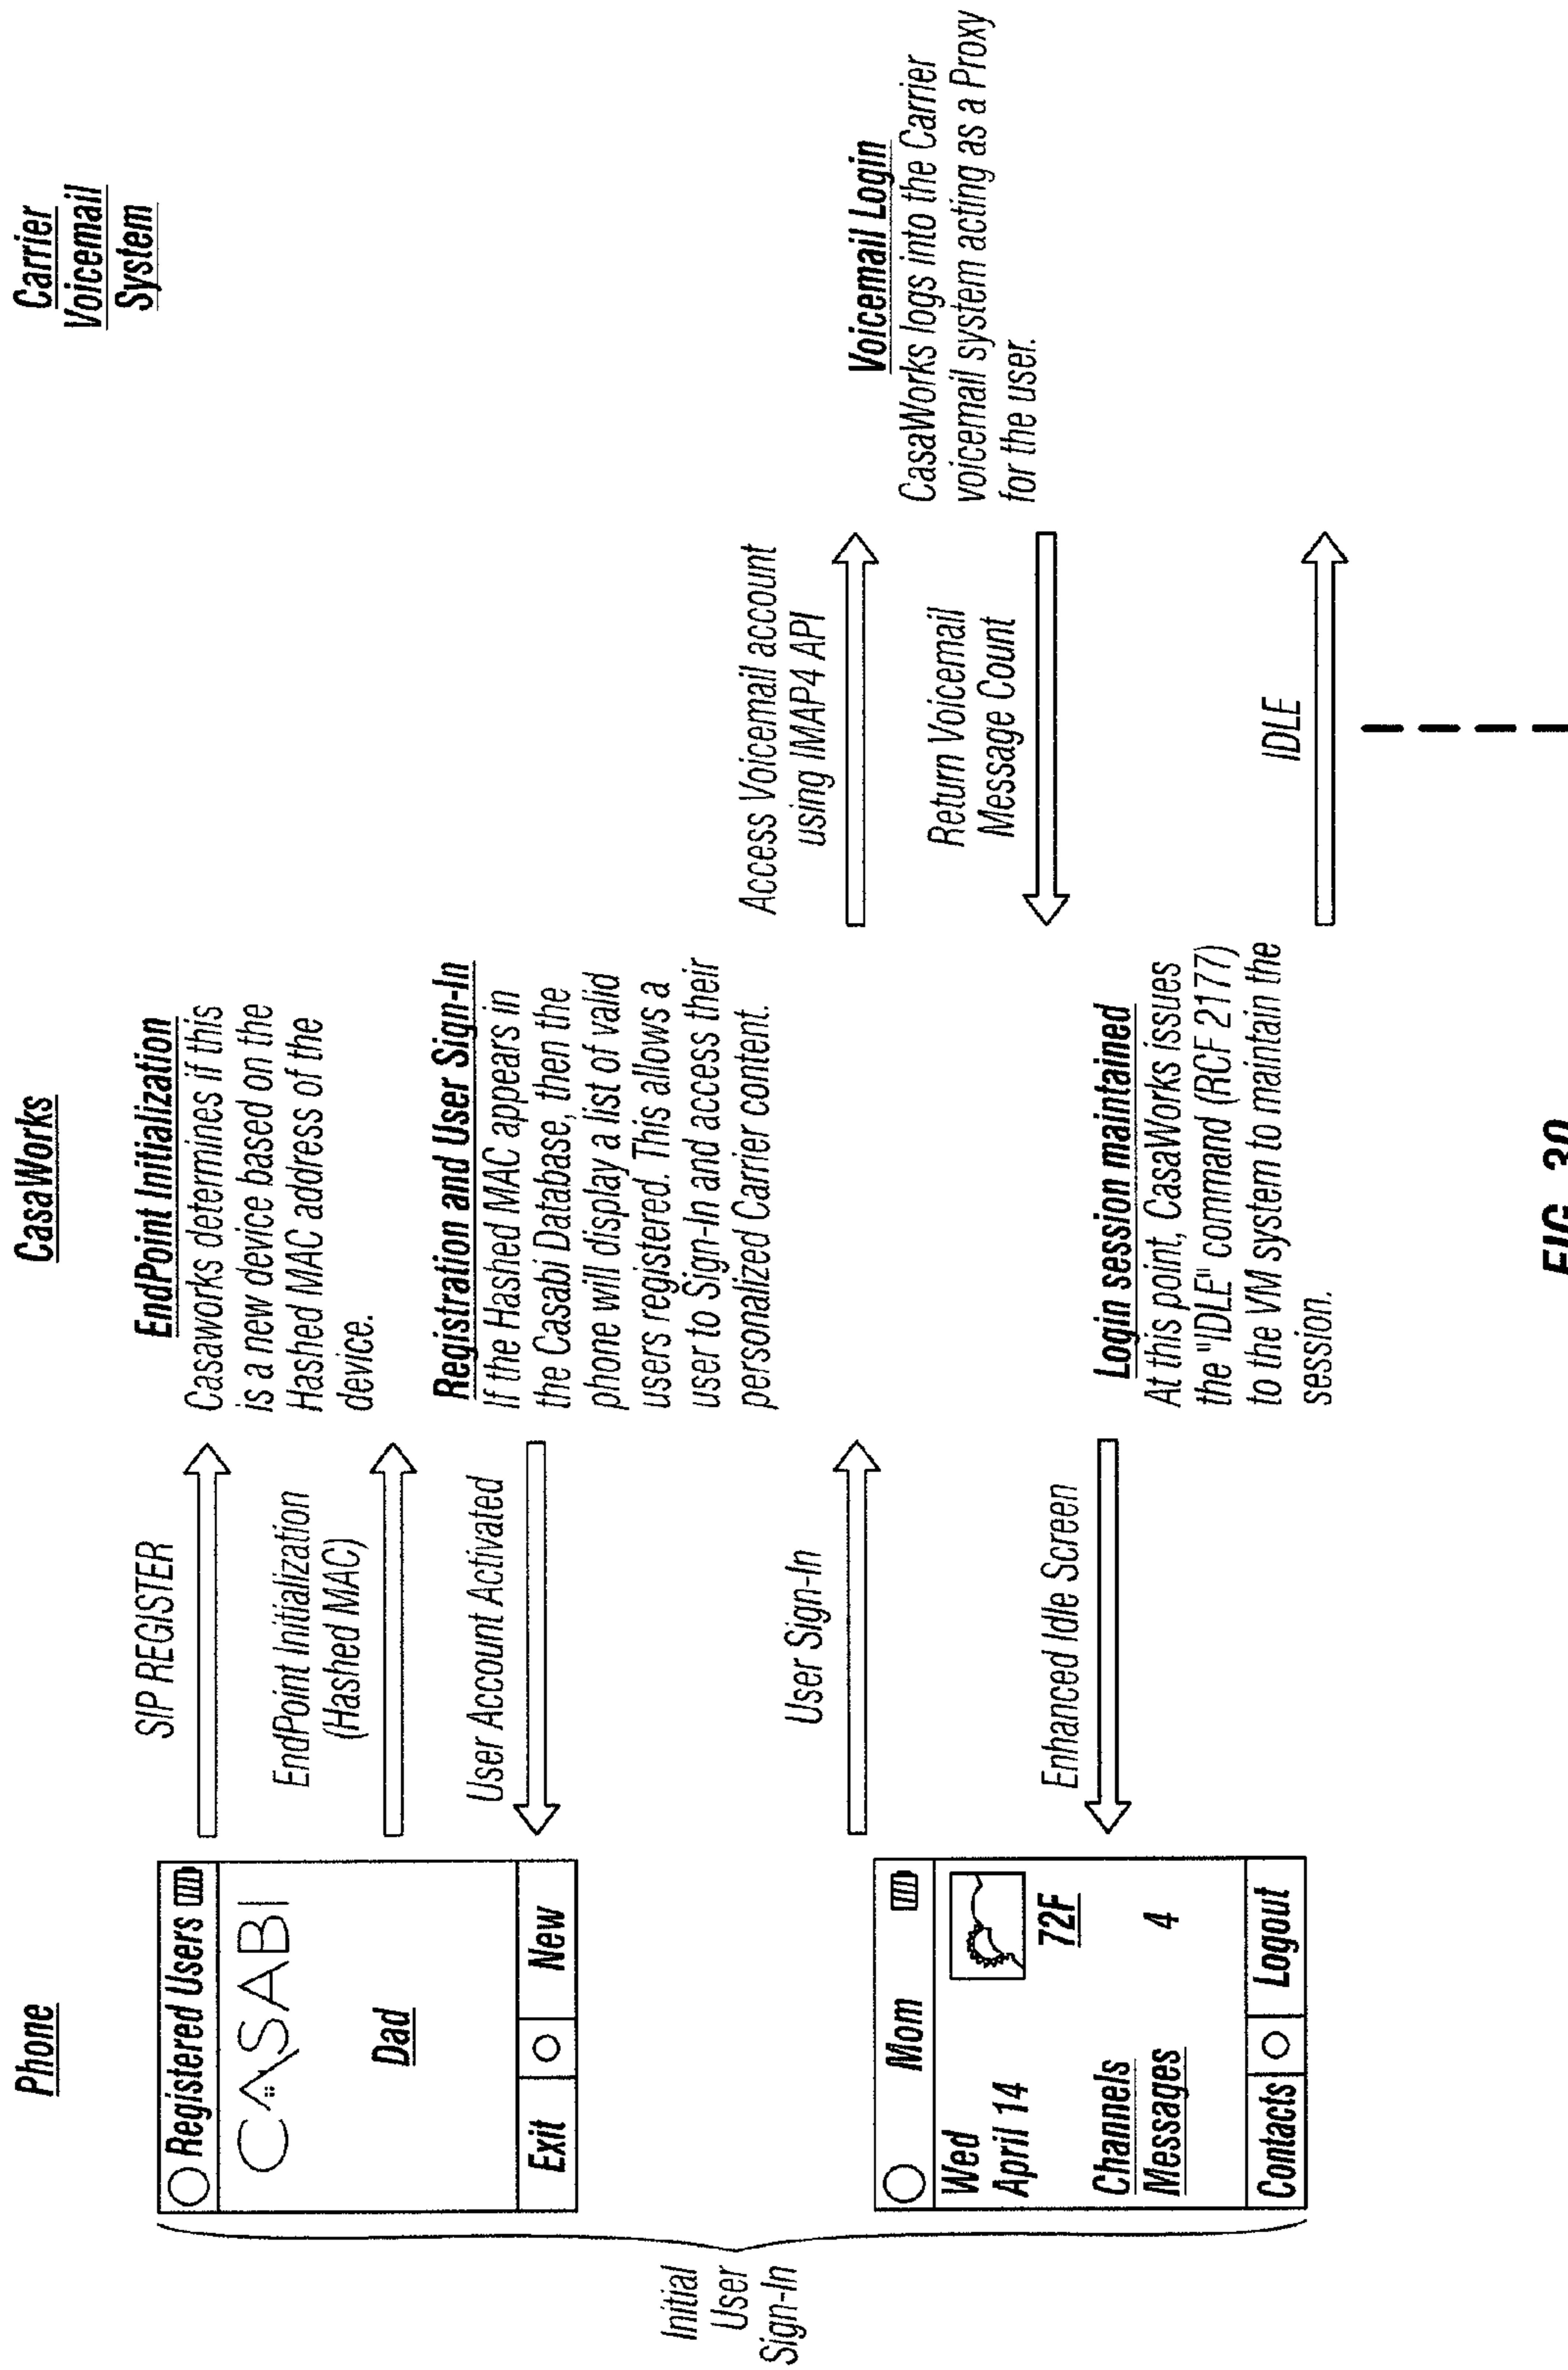 Phone
CasaWorks
Carrier
Voicemail
System
Initial
User
Sign-In
Registered Users
CASABI
Dad
Exit
New
SIP REGISTER
EndPoint Initialization
(Hashed MAC)
User Account Activated
EndPoint Initialization
Casaworks determines if this
is a new device based on the
Hashed MAC address of the
device.
Registration and User Sign-In
If the Hashed MAC appears in
the Casabi Database, then the
phone will display a list of valid
users registered. This allows a
user to Sign-In and access their
personalized Carrier content.
User Sign-In
Access Voicemail account
using IMAP4 API
Voicemail Login
CasaWorks logs into the Carrier
voicemail system acting as a Proxy
for the user.
Return Voicemail
Message Count
Mom
Wed
April 14
72F
Channels
Messages 4
Contacts
Logout
Enhanced Idle Screen
Login session maintained
At this point, CasaWorks issues
the "IDLE" command (RCF 2177)
to the VM system to maintain the
session.
IDLE